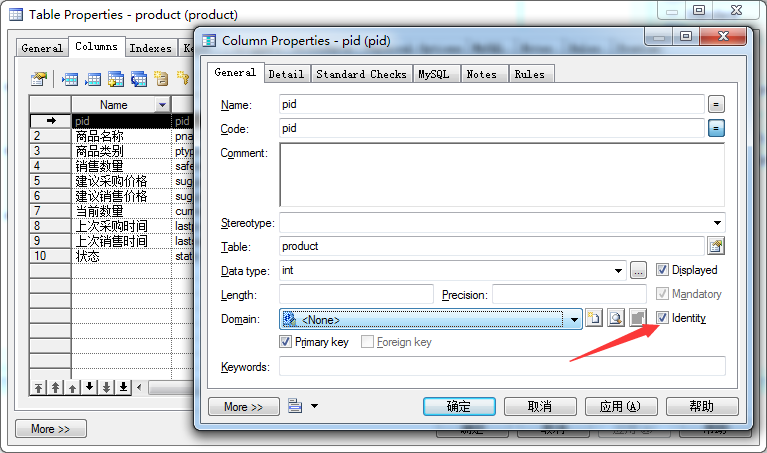 Table Properties - product (product)
General Columns Indexes Ke
Name
pid pid
2 商品名称 pna
3 商品类别 ptyp
4 销售数量 safe
5 建议采购价格 sug
6 建议销售价格 sug
7 当前数量 curr
8 上次采购时间 lastp
9 上次销售时间 lasts
10 状态 stat
More >>
Column Properties - pid (pid)
General Detail Standard Checks MySQL Notes Rules
Name: pid =
Code: pid =
Comment:
Stereotype:
Table: product
Data type: int ... Displayed
Length: Precision: Mandatory
Domain: <None> Identity
Primary key Foreign key
Keywords:
More >> 确定 取消 应用(A) 帮助